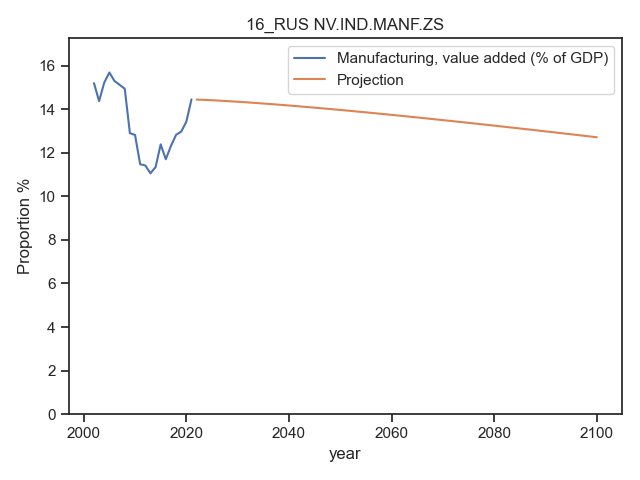 16_RUS NV.IND.MANF.ZS
Manufacturing, value added (% of GDP)
Projection
Proportion %
16
14
12
10
8
6
4
2
0
2000 2020 2040 2060 2080 2100
year